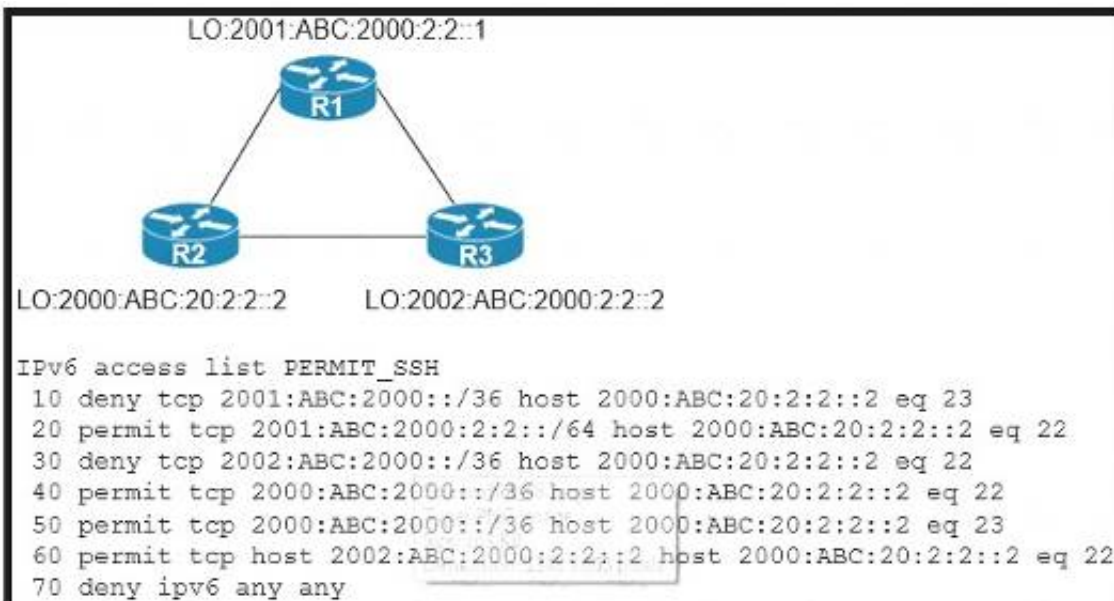 LO:2001:ABC:2000:2:2::1
R1
R2
R3
LO:2000:ABC:20:2:2::2
LO:2002:ABC:2000:2:2::2
IPv6 access list PERMIT_SSH
10 deny tcp 2001:ABC:2000::/36 host 2000:ABC:20:2:2::2 eq 23
20 permit tcp 2001:ABC:2000:2:2::/64 host 2000:ABC:20:2:2::2 eq 22
30 deny tcp 2002:ABC:2000::/36 host 2000:ABC:20:2:2::2 eq 22
40 permit tcp 2000:ABC:2000::/36 host 2000:ABC:20:2:2::2 eq 22
50 permit tcp 2000:ABC:2000::/36 host 2000:ABC:20:2:2::2 eq 23
60 permit tcp host 2002:ABC:2000:2:2::2 host 2000:ABC:20:2:2::2 eq 22
70 deny ipv6 any any